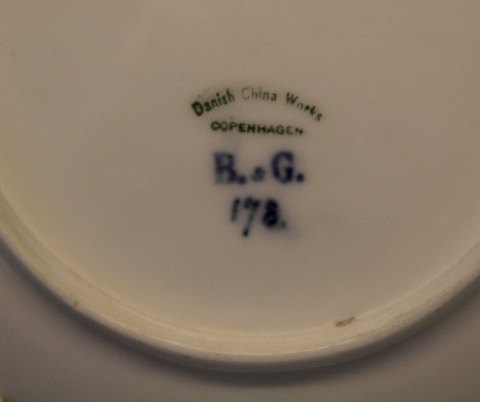 Danish China Works
COPENHAGEN
B. & G.
178.